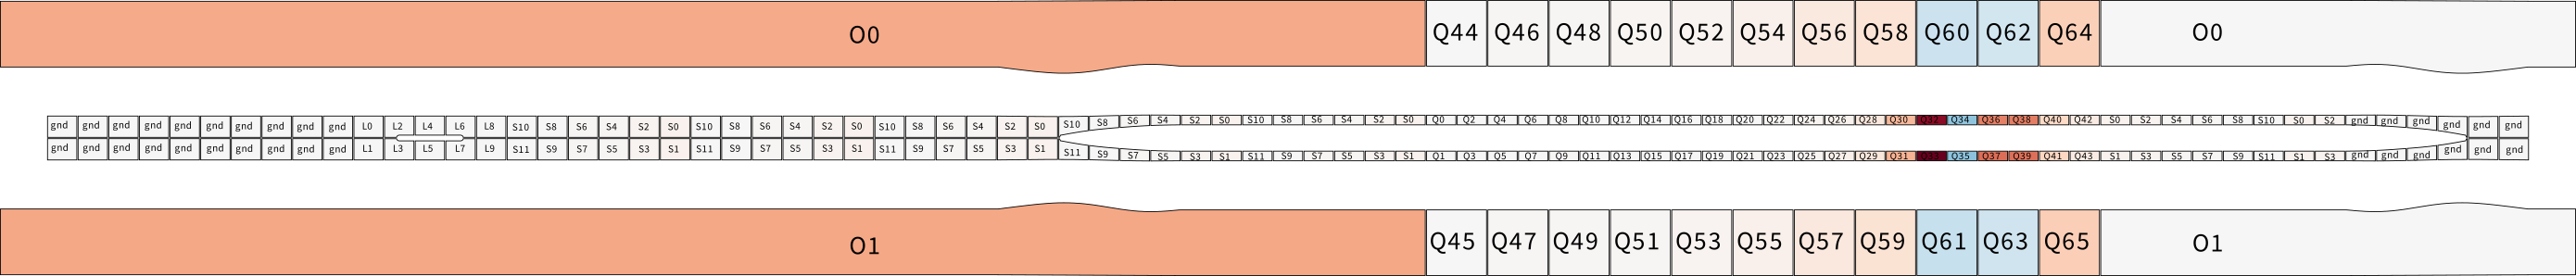 O0 Q44 Q46 Q48 Q50 Q52 Q54 Q56 Q58 Q60 Q62 Q64 O0
gnd gnd gnd gnd gnd gnd gnd gnd gnd gnd L0 L2 L4 L6 L8 S10 S8 S6 S4 S2 S0 S10 S8 S6 S4 S2 S0 S10 S8 S6 S4 S2 S0 S10 S8 S6 S4 S2 S0 S10 S8 S6 S4 S2 S0 Q0 Q2 Q4 Q6 Q8 Q10 Q12 Q14 Q16 Q18 Q20 Q22 Q24 Q26 Q28 Q30 Q32 Q34 Q36 Q38 Q40 Q42 S0 S2 S4 S6 S8 S10 S0 S2 gnd gnd gnd gnd gnd gnd
gnd gnd gnd gnd gnd gnd gnd gnd gnd gnd L1 L3 L5 L7 L9 S11 S9 S7 S5 S3 S1 S11 S9 S7 S5 S3 S1 S11 S9 S7 S5 S3 S1 S11 S9 S7 S5 S3 S1 S11 S9 S7 S5 S3 S1 Q1 Q3 Q5 Q7 Q9 Q11 Q13 Q15 Q17 Q19 Q21 Q23 Q25 Q27 Q29 Q31 Q33 Q35 Q37 Q39 Q41 Q43 S1 S3 S5 S7 S9 S11 S1 S3 gnd gnd gnd gnd gnd gnd
O1 Q45 Q47 Q49 Q51 Q53 Q55 Q57 Q59 Q61 Q63 Q65 O1